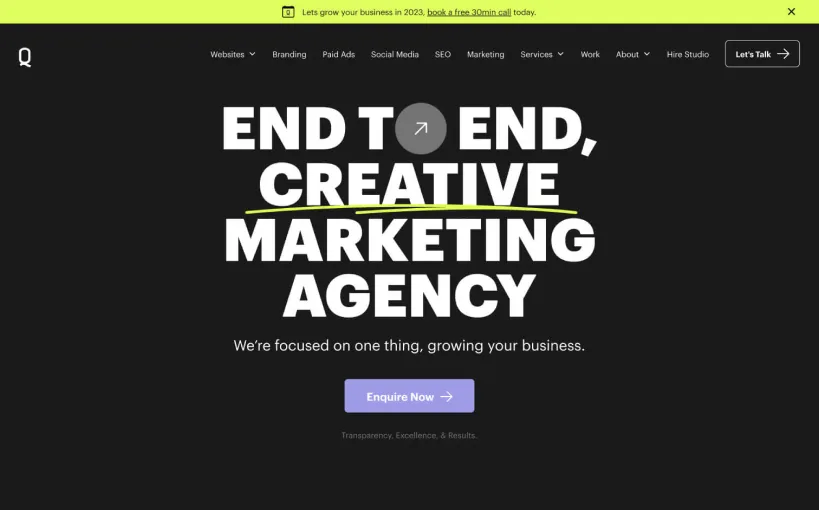 Lets grow your business in 2023, book a free 30min call today.
Q
Websites Branding Paid Ads Social Media SEO Marketing Services Work About Hire Studio Let's Talk
END TO END,
CREATIVE
MARKETING
AGENCY
We're focused on one thing, growing your business.
Enquire Now
Transparency, Excellence, & Results.